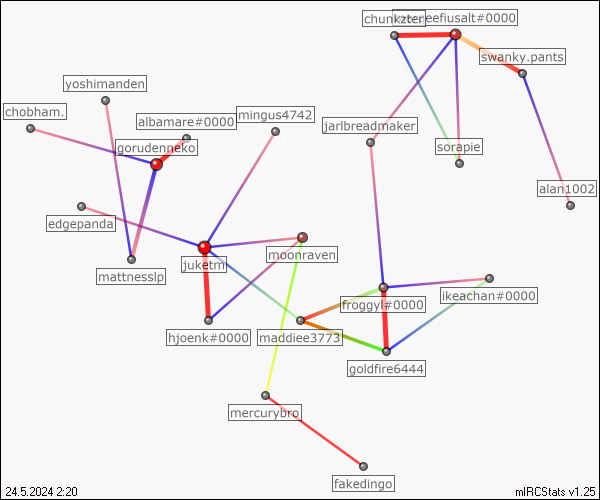 chunkzter
reefiusalt#0000
swanky.pants
yoshimanden
chobham.
albamare#0000
mingus4742
jarlbreadmaker
gorudenneko
sorapie
alan1002
edgepanda
moonraven
mattnesslp
juketm
ikeachan#0000
froggyl#0000
hjoenk#0000
maddiee3773
goldfire6444
mercurybro
fakedingo
24.5.2024 2:20
mIRCStats v1.25